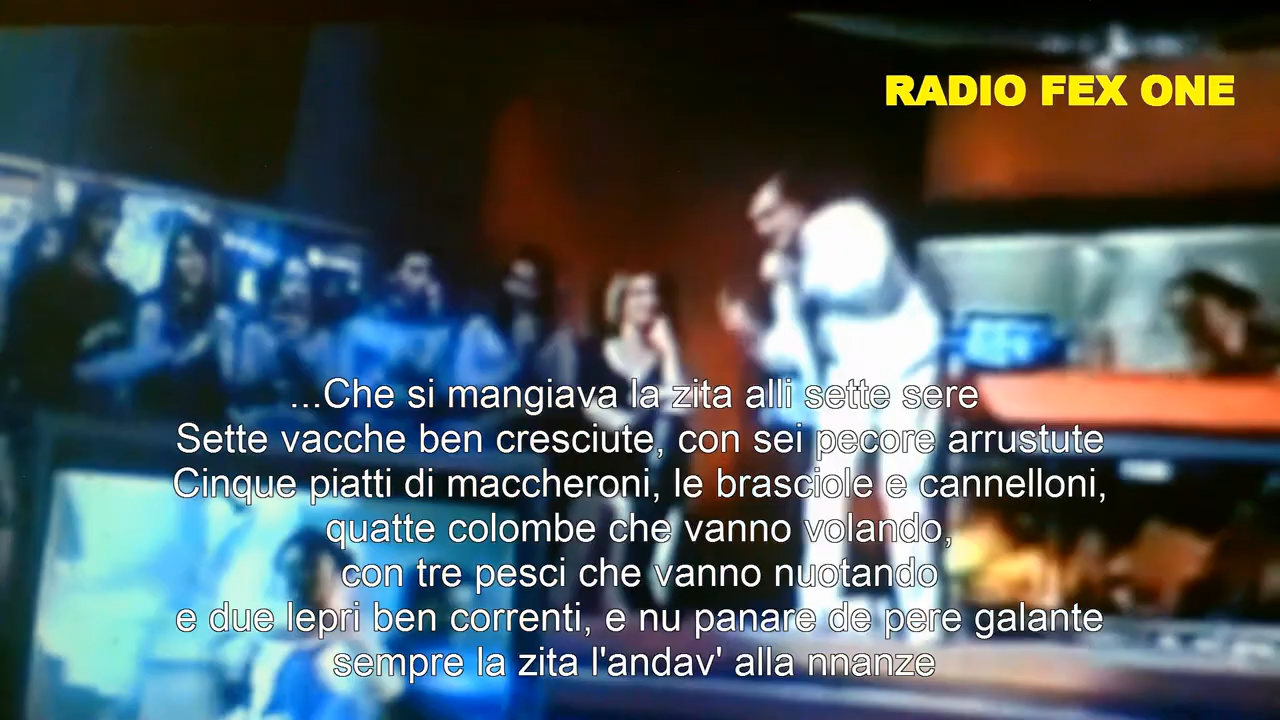 RADIO FEX ONE
...Che si mangiava la zita alli sette sere
Sette vacche ben cresciute, con sei pecore arrustute
Cinque piatti di maccheroni, le brasciole e cannelloni,
quatte colombe che vanno volando,
con tre pesci che vanno nuotando
e due lepri ben correnti, e nu panare de pere galante
sempre la zita l'andav' alla nnanze